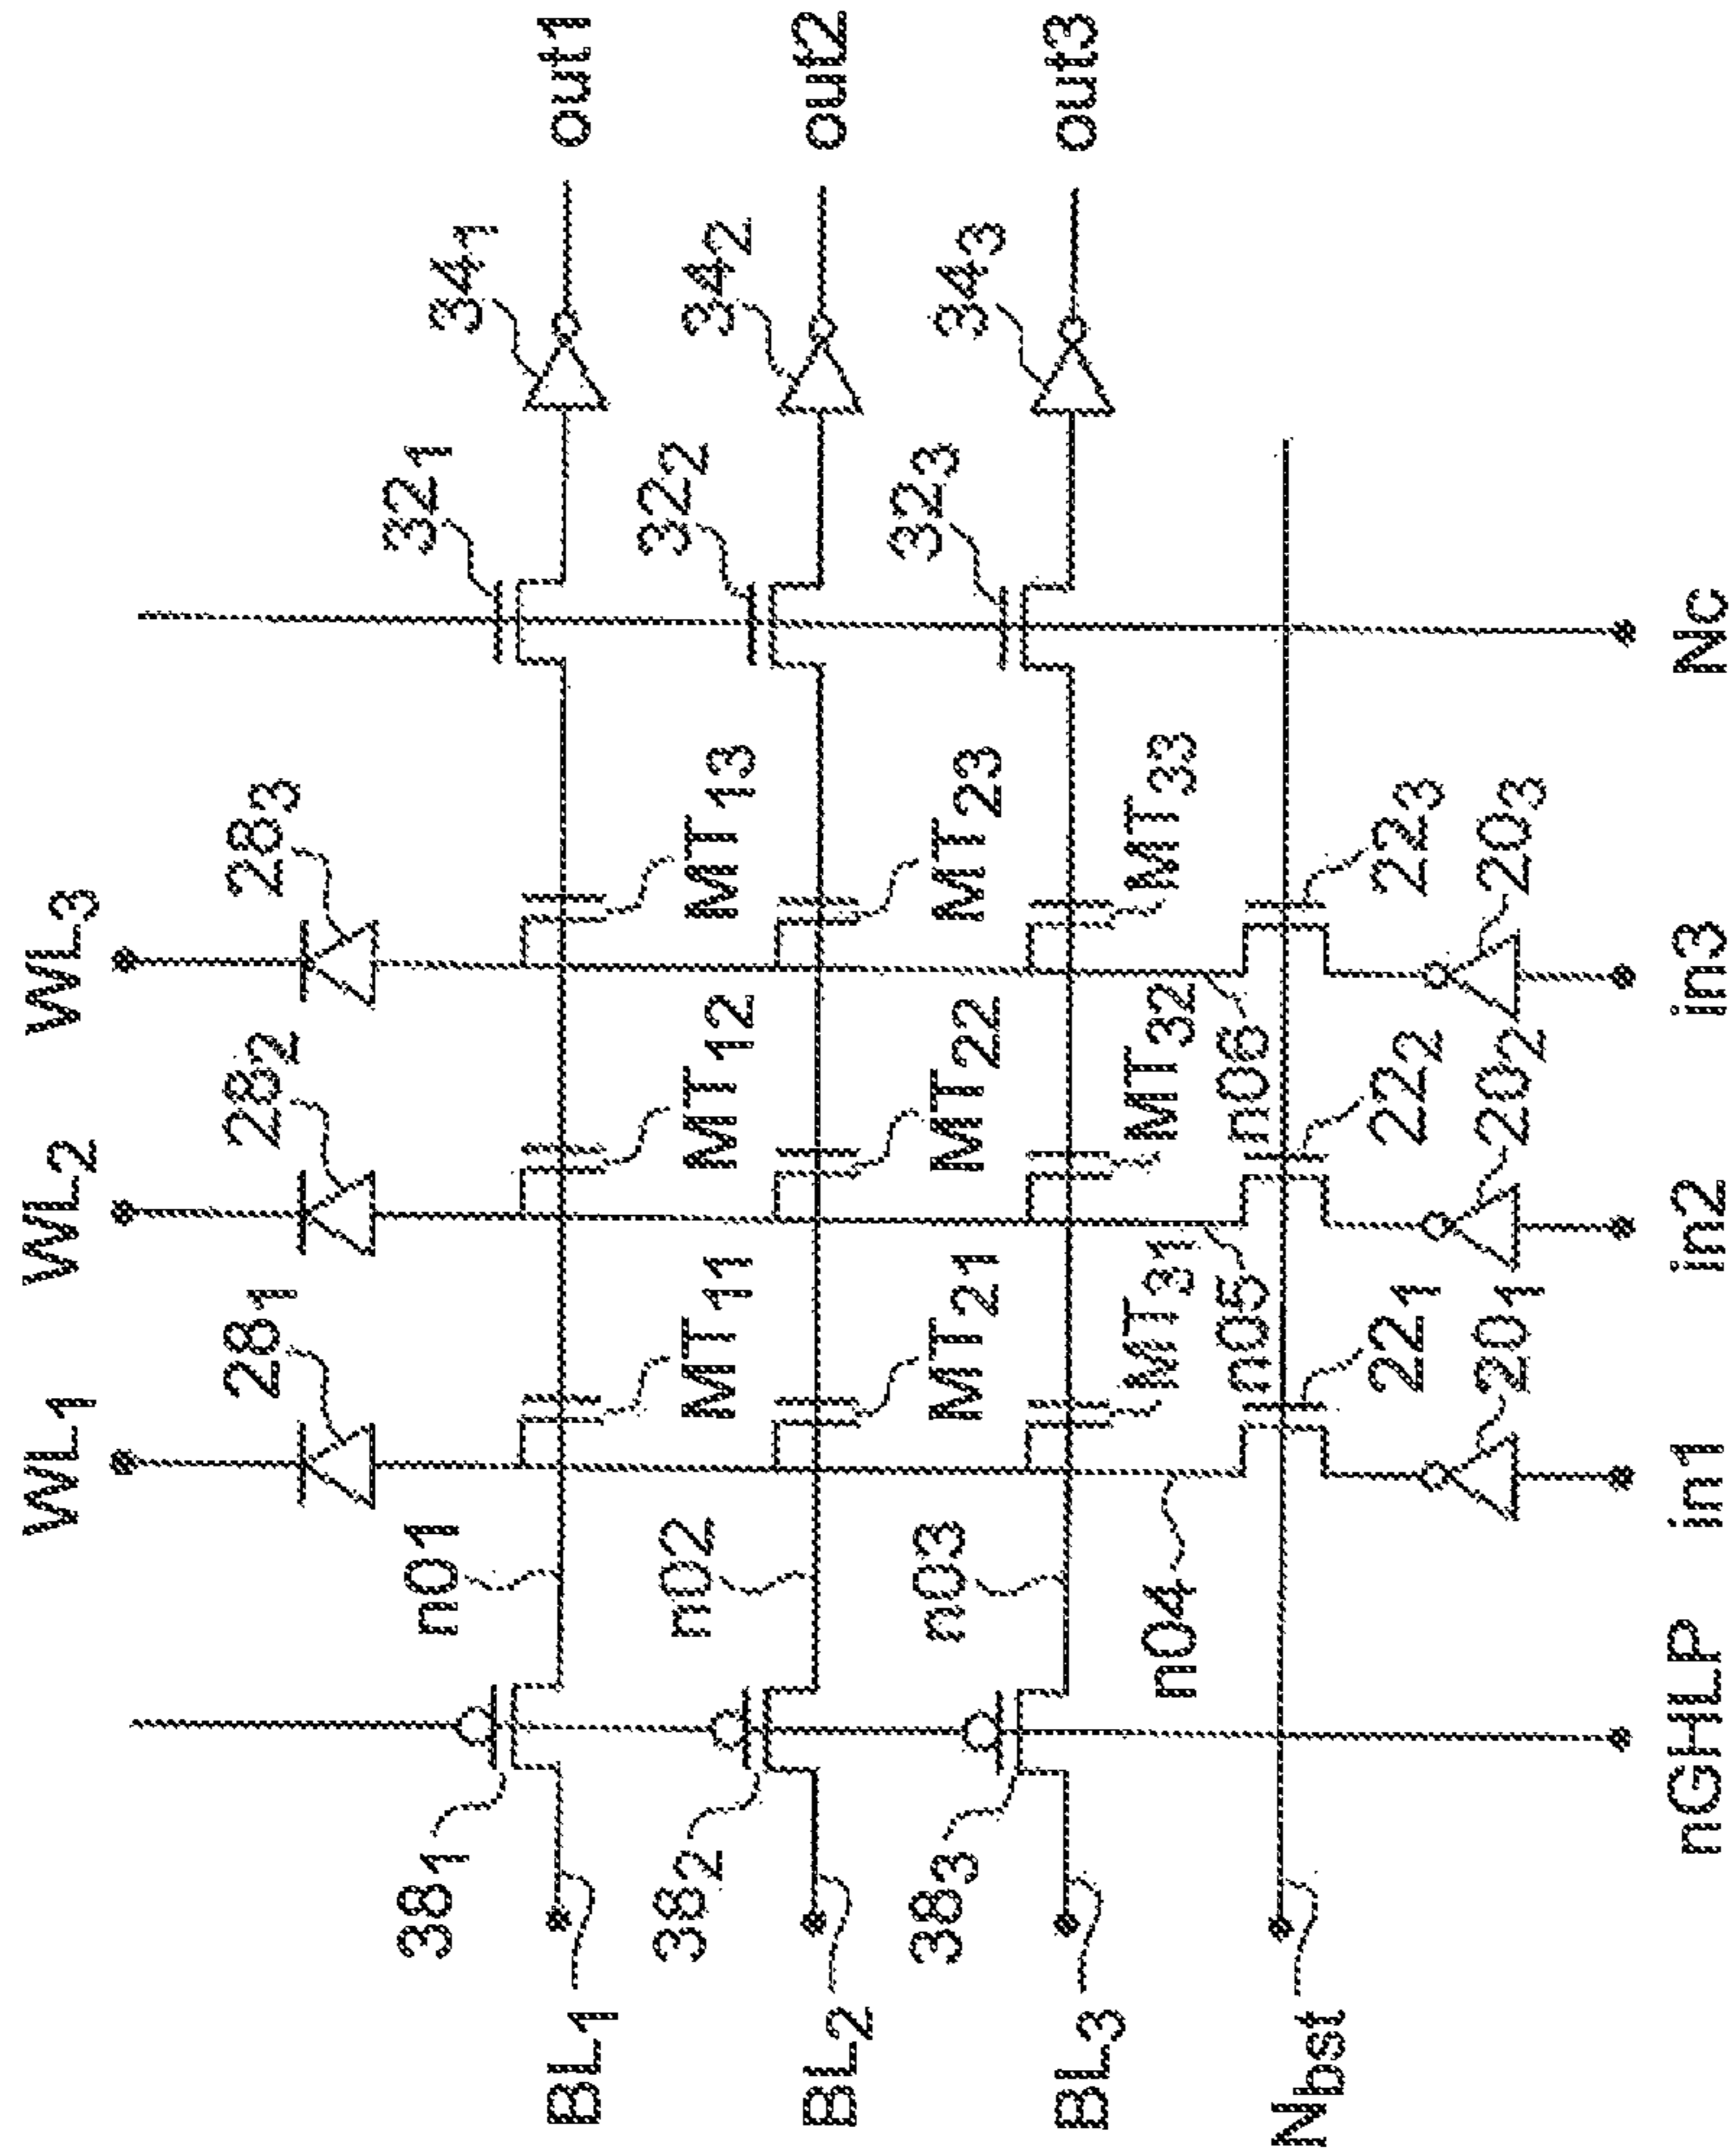 WL1
WL2
WL3
281
282
283
out1
out2
out3
341
342
343
321
322
323
381
382
383
n01
n02
n03
n04
n05
n06
MT11
MT12
MT13
MT21
MT22
MT23
MT31
MT32
MT33
221
222
223
201
202
203
BL1
BL2
BL3
Nbst
nGHLP
in1
in2
in3
Nc